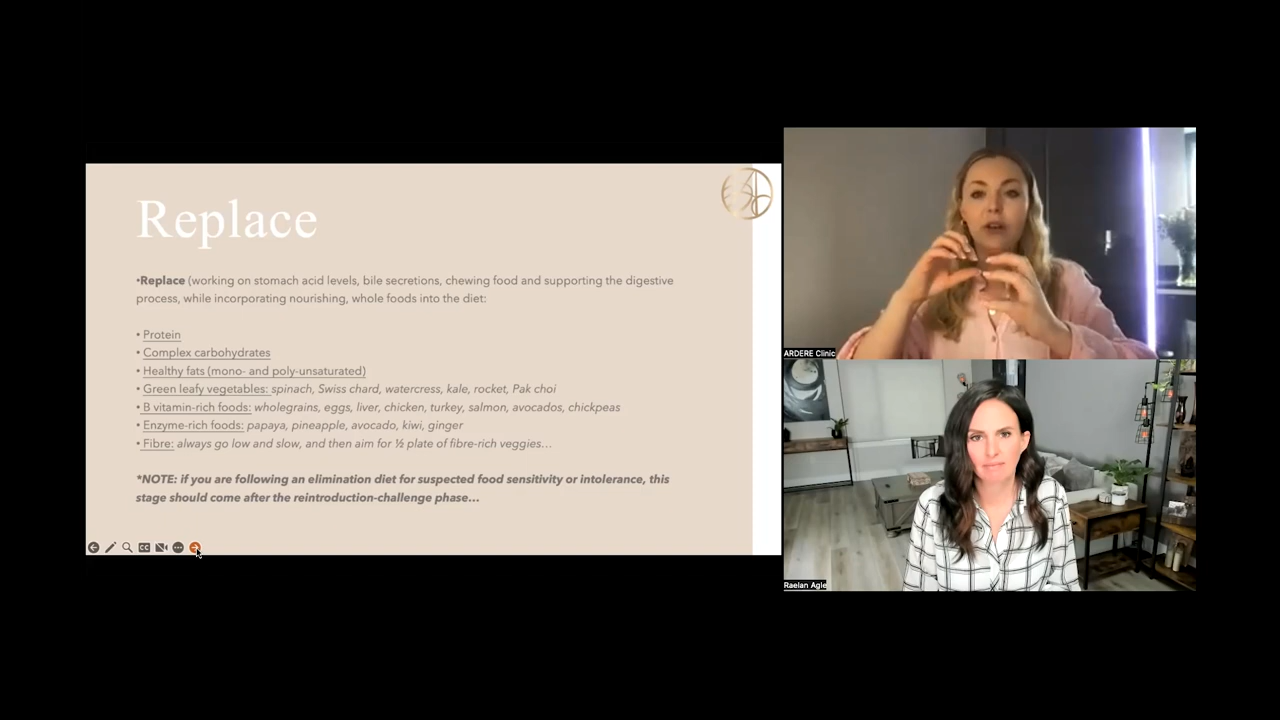 Replace
•Replace (working on stomach acid levels, bile secretions, chewing food and supporting the digestive
process, while incorporating nourishing, whole foods into the diet:
• Protein
• Complex carbohydrates
• Healthy fats (mono- and poly-unsaturated)
• Green leafy vegetables: spinach, Swiss chard, watercress, kale, rocket, Pak choi
• B vitamin-rich foods: wholegrains, eggs, liver, chicken, turkey, salmon, avocados, chickpeas
• Enzyme-rich foods: papaya, pineapple, avocado, kiwi, ginger
• Fibre: always go low and slow, and then aim for ½ plate of fibre-rich veggies…
*NOTE: if you are following an elimination diet for suspected food sensitivity or intolerance, this
stage should come after the reintroduction-challenge phase…
CC
ARDERE Clinic
Raelan Agle